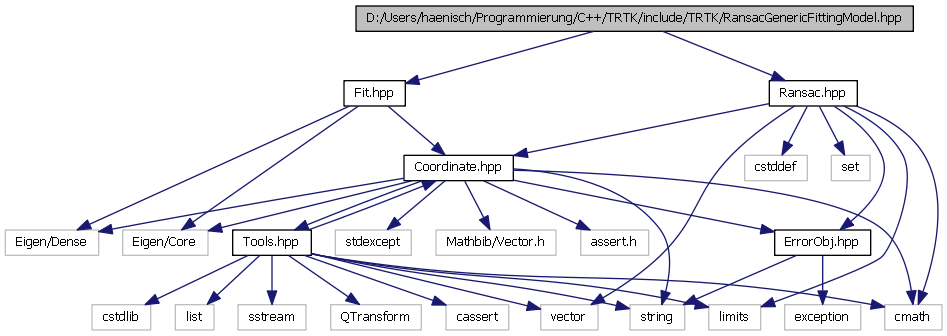 D:/Users/haenisch/Programmierung/C++/TRTK/include/TRTK/RansacGenericFittingModel.hpp
Fit.hpp
Ransac.hpp
Coordinate.hpp
cstddef
set
Eigen/Dense
Eigen/Core
Tools.hpp
stdexcept
Mathbib/Vector.h
assert.h
ErrorObj.hpp
cstdlib
list
sstream
QTransform
cassert
vector
string
limits
exception
cmath